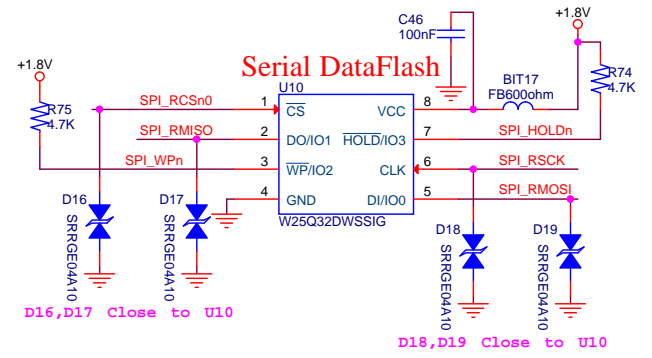 C46
100nF
+1.8V
Serial DataFlash
+1.8V
U10
BIT17
FB600ohm
R74
4.7K
R75
4.7K
SPI_RCSn0
1
CS
VCC
8
SPI_RMISO
2
DO/IO1
HOLD/IO3
7
SPI_HOLDn
SPI_WPn
3
WP/IO2
CLK
6
SPI_RSCK
4
GND
DI/IO0
5
SPI_RMOSI
W25Q32DWSSIG
D16
SRRGE04A10
D17
SRRGE04A10
D18
SRRGE04A10
D19
SRRGE04A10
D16,D17 Close to U10
D18,D19 Close to U10